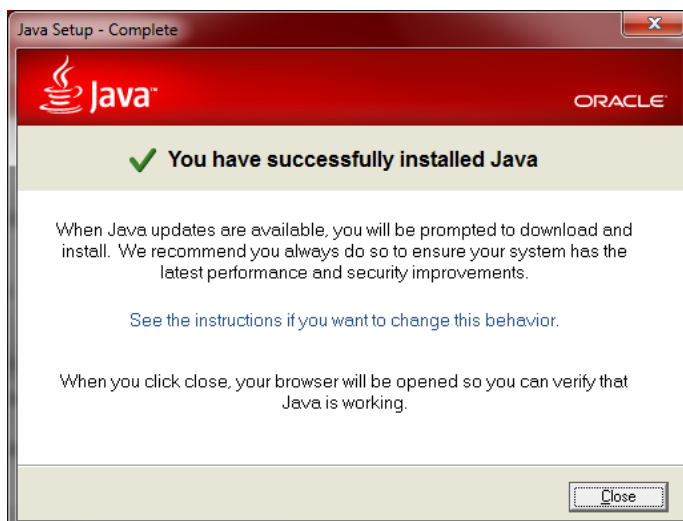 Java Setup - Complete
Java™
ORACLE
You have successfully installed Java
When Java updates are available, you will be prompted to download and
install. We recommend you always do so to ensure your system has the
latest performance and security improvements.
See the instructions if you want to change this behavior.
When you click close, your browser will be opened so you can verify that
Java is working.
Close